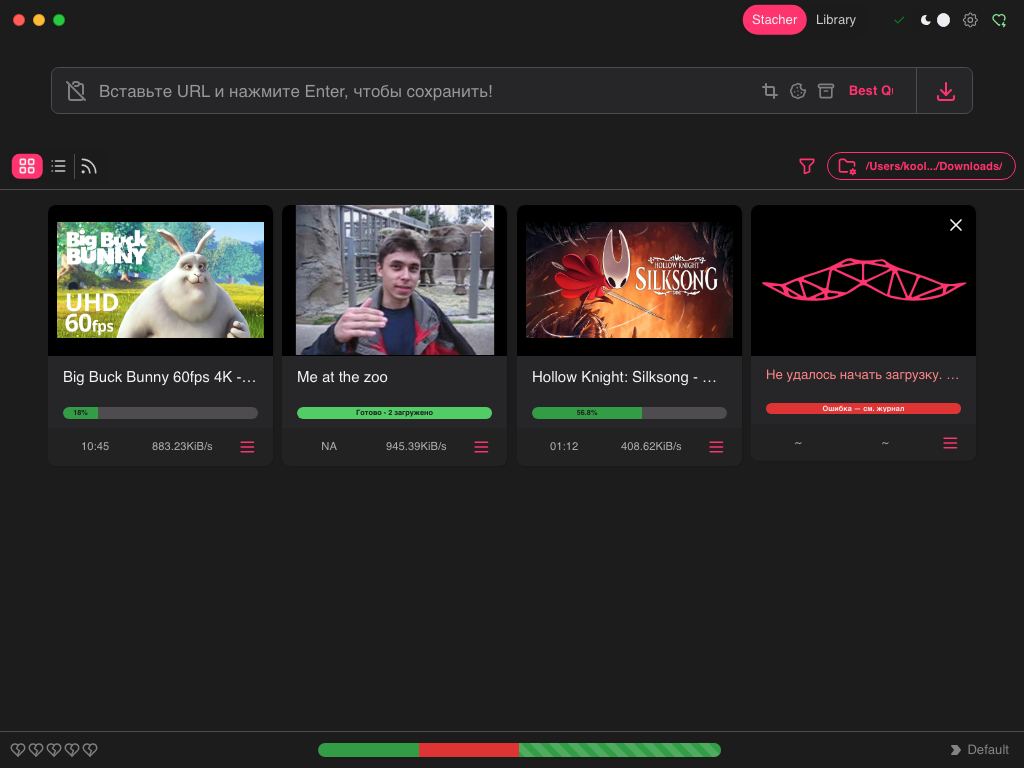 Stacher Library
Вставьте URL и нажмите Enter, чтобы сохранить!
Best Qu
/Users/kool.../Downloads/
Big Buck
BUNNY
UHD
60fps
HOLLOW KNIGHT
SILKSONG
Big Buck Bunny 60fps 4K -...
Me at the zoo
Hollow Knight: Silksong - ...
Не удалось начать загрузку. ...
18%
Готово - 2 загружено
56.8%
Ошибка — см. журнал
10:45 883.23KiB/s
NA 945.39KiB/s
01:12 408.62KiB/s
~ ~
Default